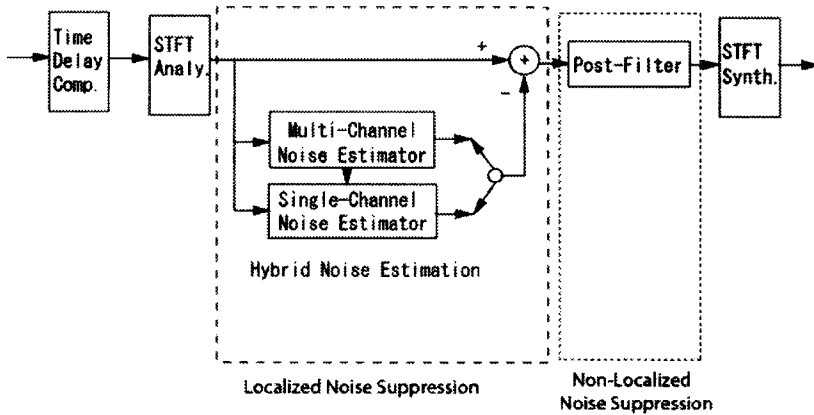 Time
Delay
Comp.
STFT
Analy.
+
+
−
Multi-Channel
Noise Estimator
Single-Channel
Noise Estimator
Hybrid Noise Estimation
Post-Filter
STFT
Synth.
Localized Noise Suppression
Non-Localized
Noise Suppression